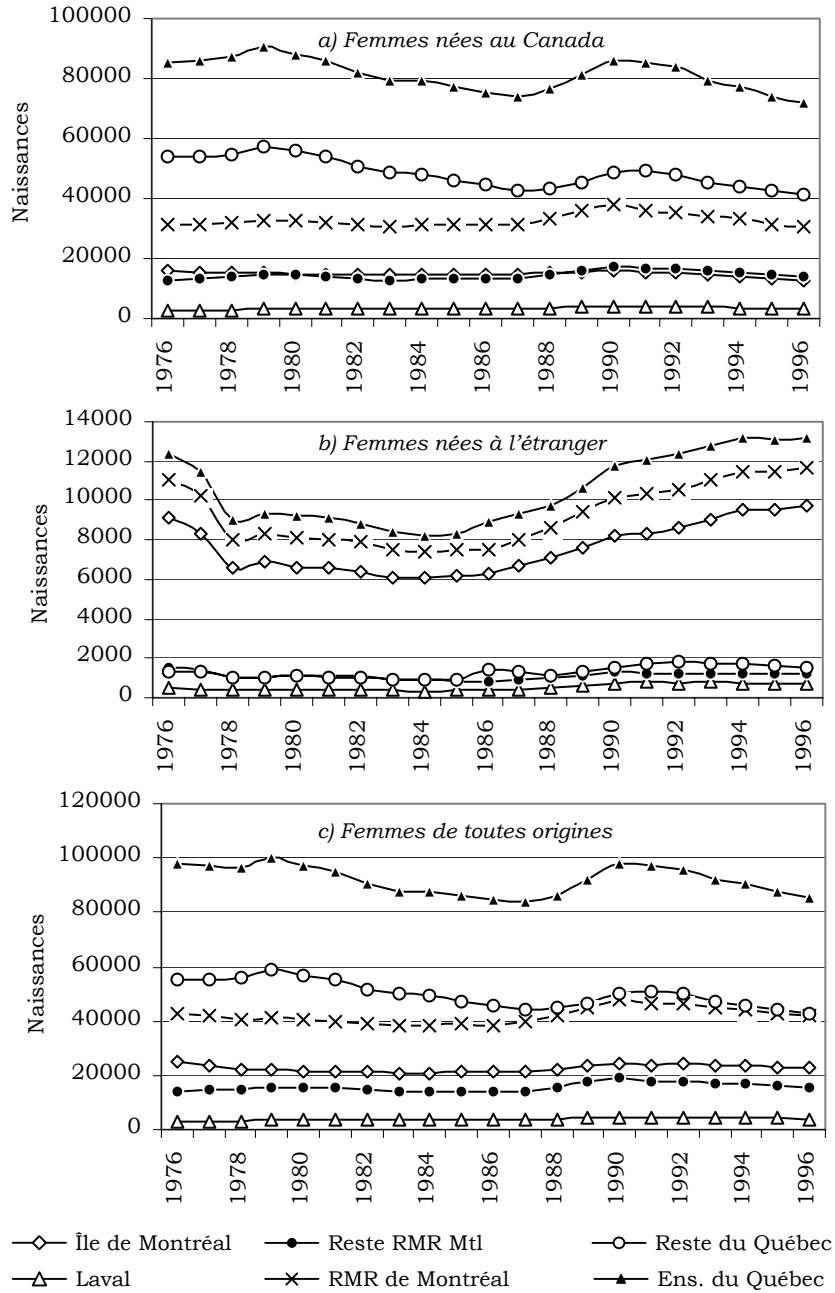 a) Femmes nées au Canada
Naissances
100000
80000
60000
40000
20000
0
1976 1978 1980 1982 1984 1986 1988 1990 1992 1994 1996
b) Femmes nées à l'étranger
Naissances
14000
12000
10000
8000
6000
4000
2000
0
1976 1978 1980 1982 1984 1986 1988 1990 1992 1994 1996
c) Femmes de toutes origines
Naissances
120000
100000
80000
60000
40000
20000
0
1976 1978 1980 1982 1984 1986 1988 1990 1992 1994 1996
Île de Montréal Reste RMR Mtl Reste du Québec
Laval RMR de Montréal Ens. du Québec